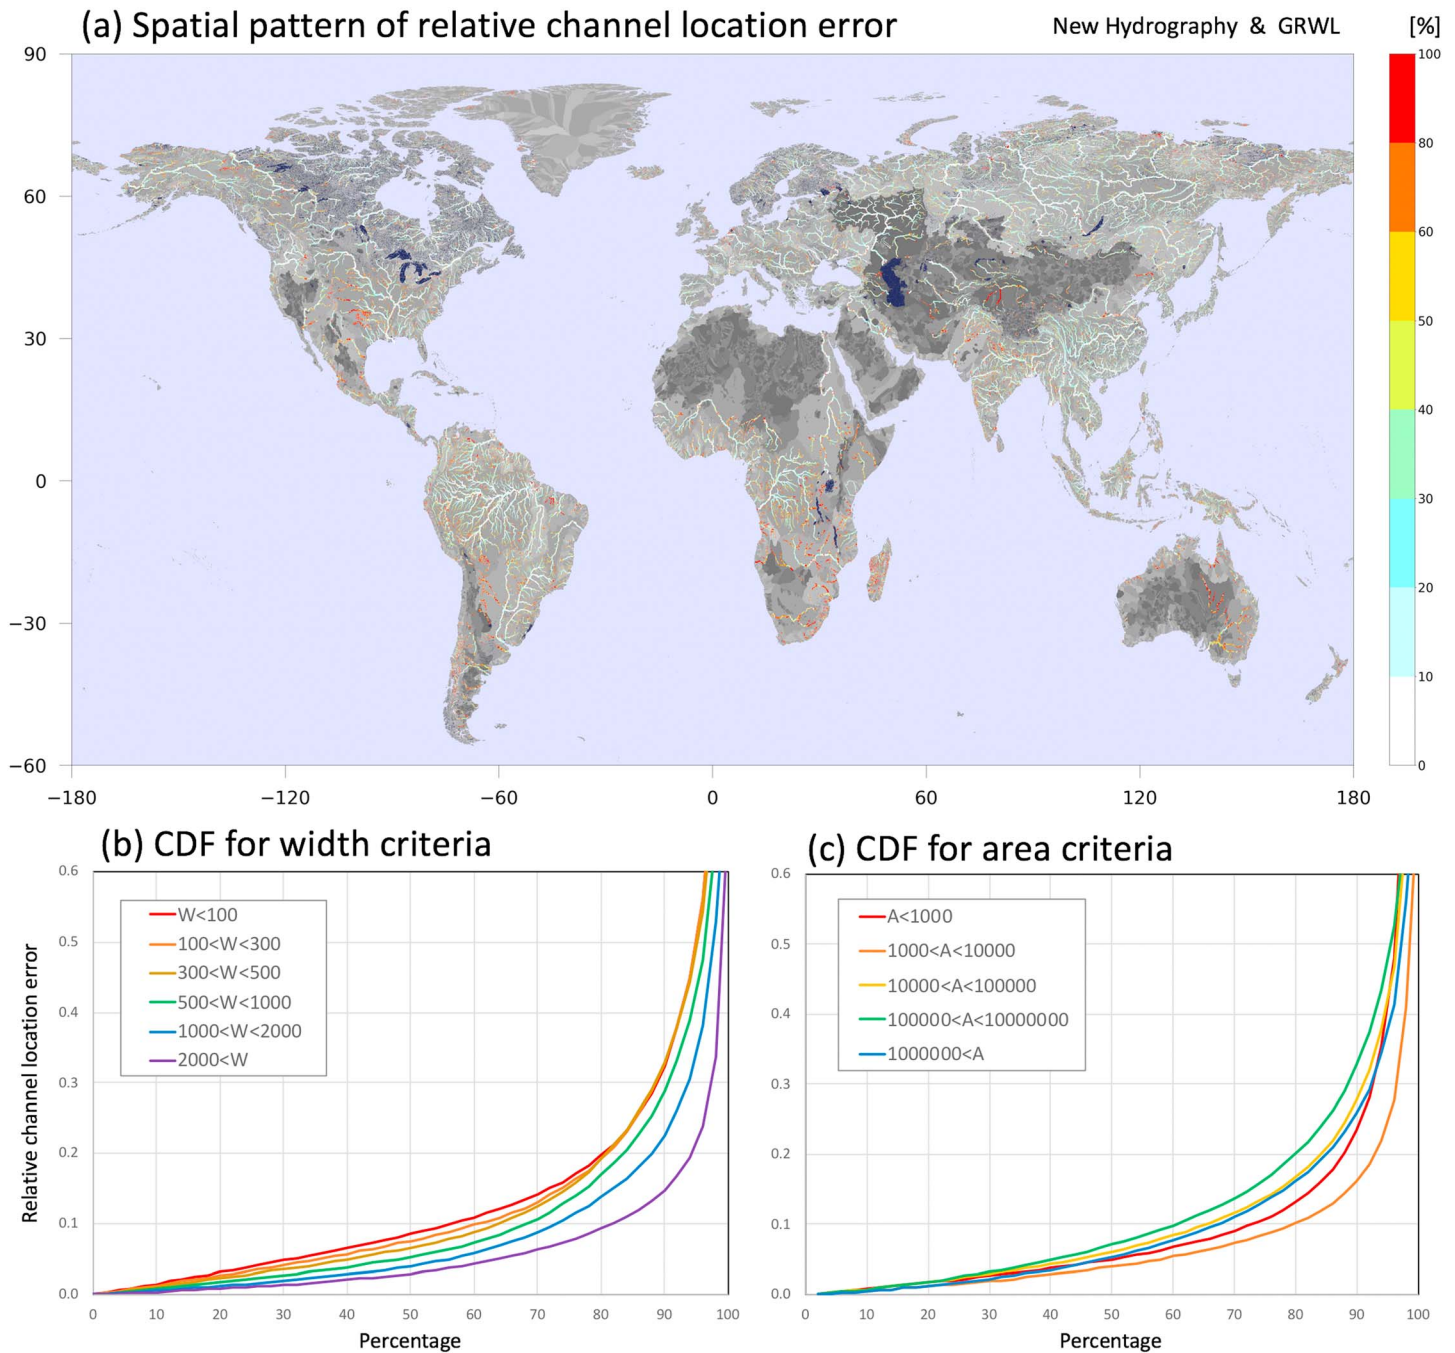 (a) Spatial pattern of relative channel location error
New Hydrography & GRWL
[%]
90
60
30
0
−30
−60
−180
−120
−60
0
60
120
180
100
80
60
50
40
30
20
10
0
(b) CDF for width criteria
0.6
0.5
0.4
0.3
0.2
0.1
0.0
Relative channel location error
W<100
100<W<300
300<W<500
500<W<1000
1000<W<2000
2000<W
0 10 20 30 40 50 60 70 80 90 100
Percentage
(c) CDF for area criteria
0.6
0.5
0.4
0.3
0.2
0.1
0.0
A<1000
1000<A<10000
10000<A<100000
100000<A<10000000
1000000<A
0 10 20 30 40 50 60 70 80 90 100
Percentage